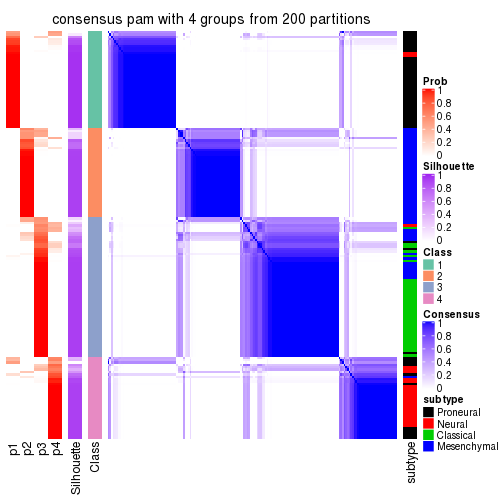 consensus pam with 4 groups from 200 partitions
Prob
1
0.8
0.6
0.4
0.2
0
Silhouette
1
0.8
0.6
0.4
0.2
0
Class
1
2
3
4
Consensus
1
0.8
0.6
0.4
0.2
0
subtype
Proneural
Neural
Classical
Mesenchymal
p1
p2
p3
p4
Silhouette
Class
subtype